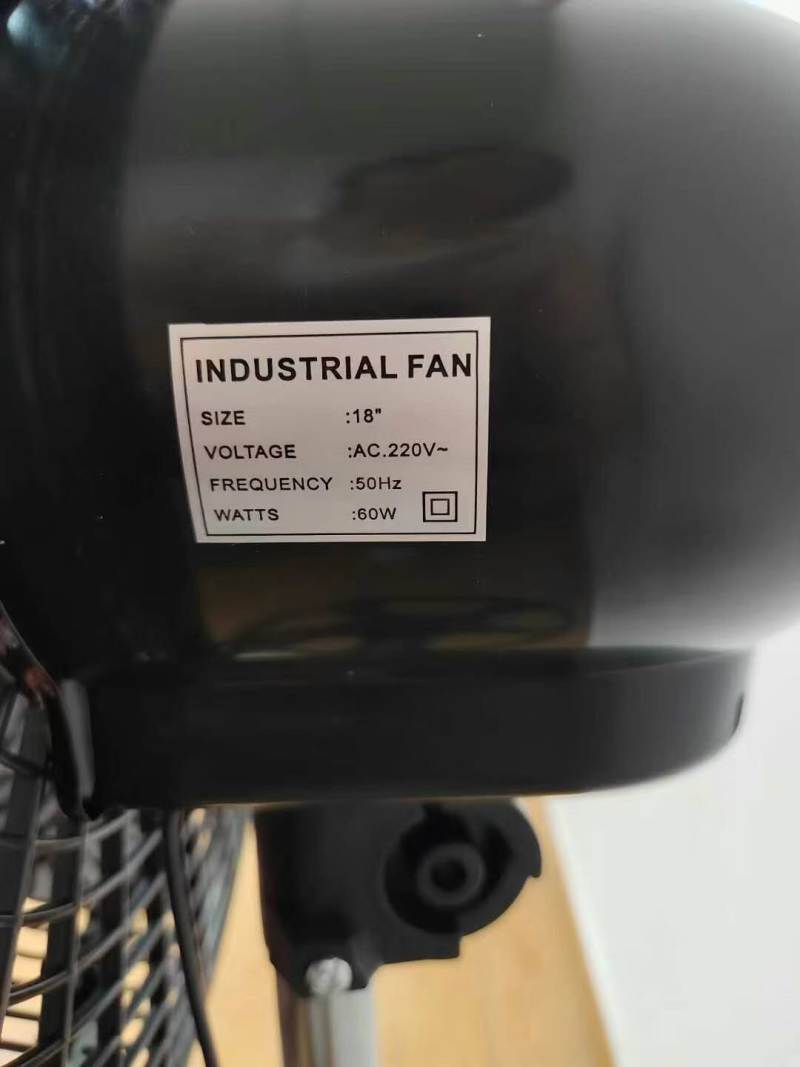 INDUSTRIAL FAN
SIZE :18"
VOLTAGE :AC.220V~
FREQUENCY :50Hz
WATTS :60W